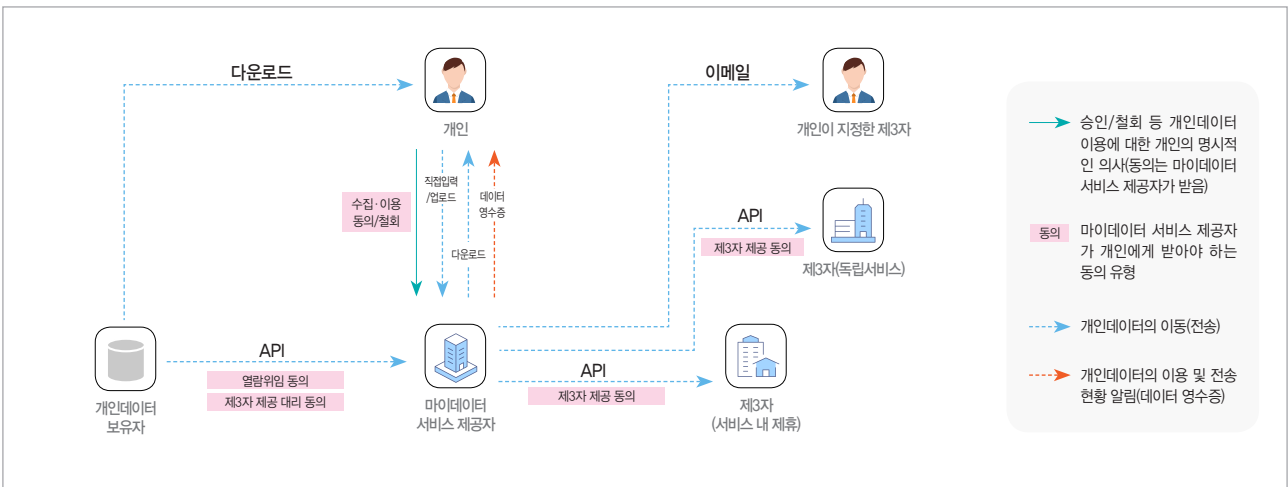 다운로드
이메일
개인
개인이 지정한 제3자
수집·이용
동의/철회
직접입력
/업로드
다운로드
데이터
영수증
API
제3자 제공 동의
제3자(독립서비스)
API
열람위임 동의
제3자 제공 대리 동의
API
제3자 제공 동의
개인데이터
보유자
마이데이터
서비스 제공자
제3자
(서비스 내 제휴)
승인/철회 등 개인데이터
이용에 대한 개인의 명시적
인 의사(동의는 마이데이터
서비스 제공자가 받음)
동의
마이데이터 서비스 제공자
가 개인에게 받아야 하는
동의 유형
개인데이터의 이동(전송)
개인데이터의 이용 및 전송
현황 알림(데이터 영수증)